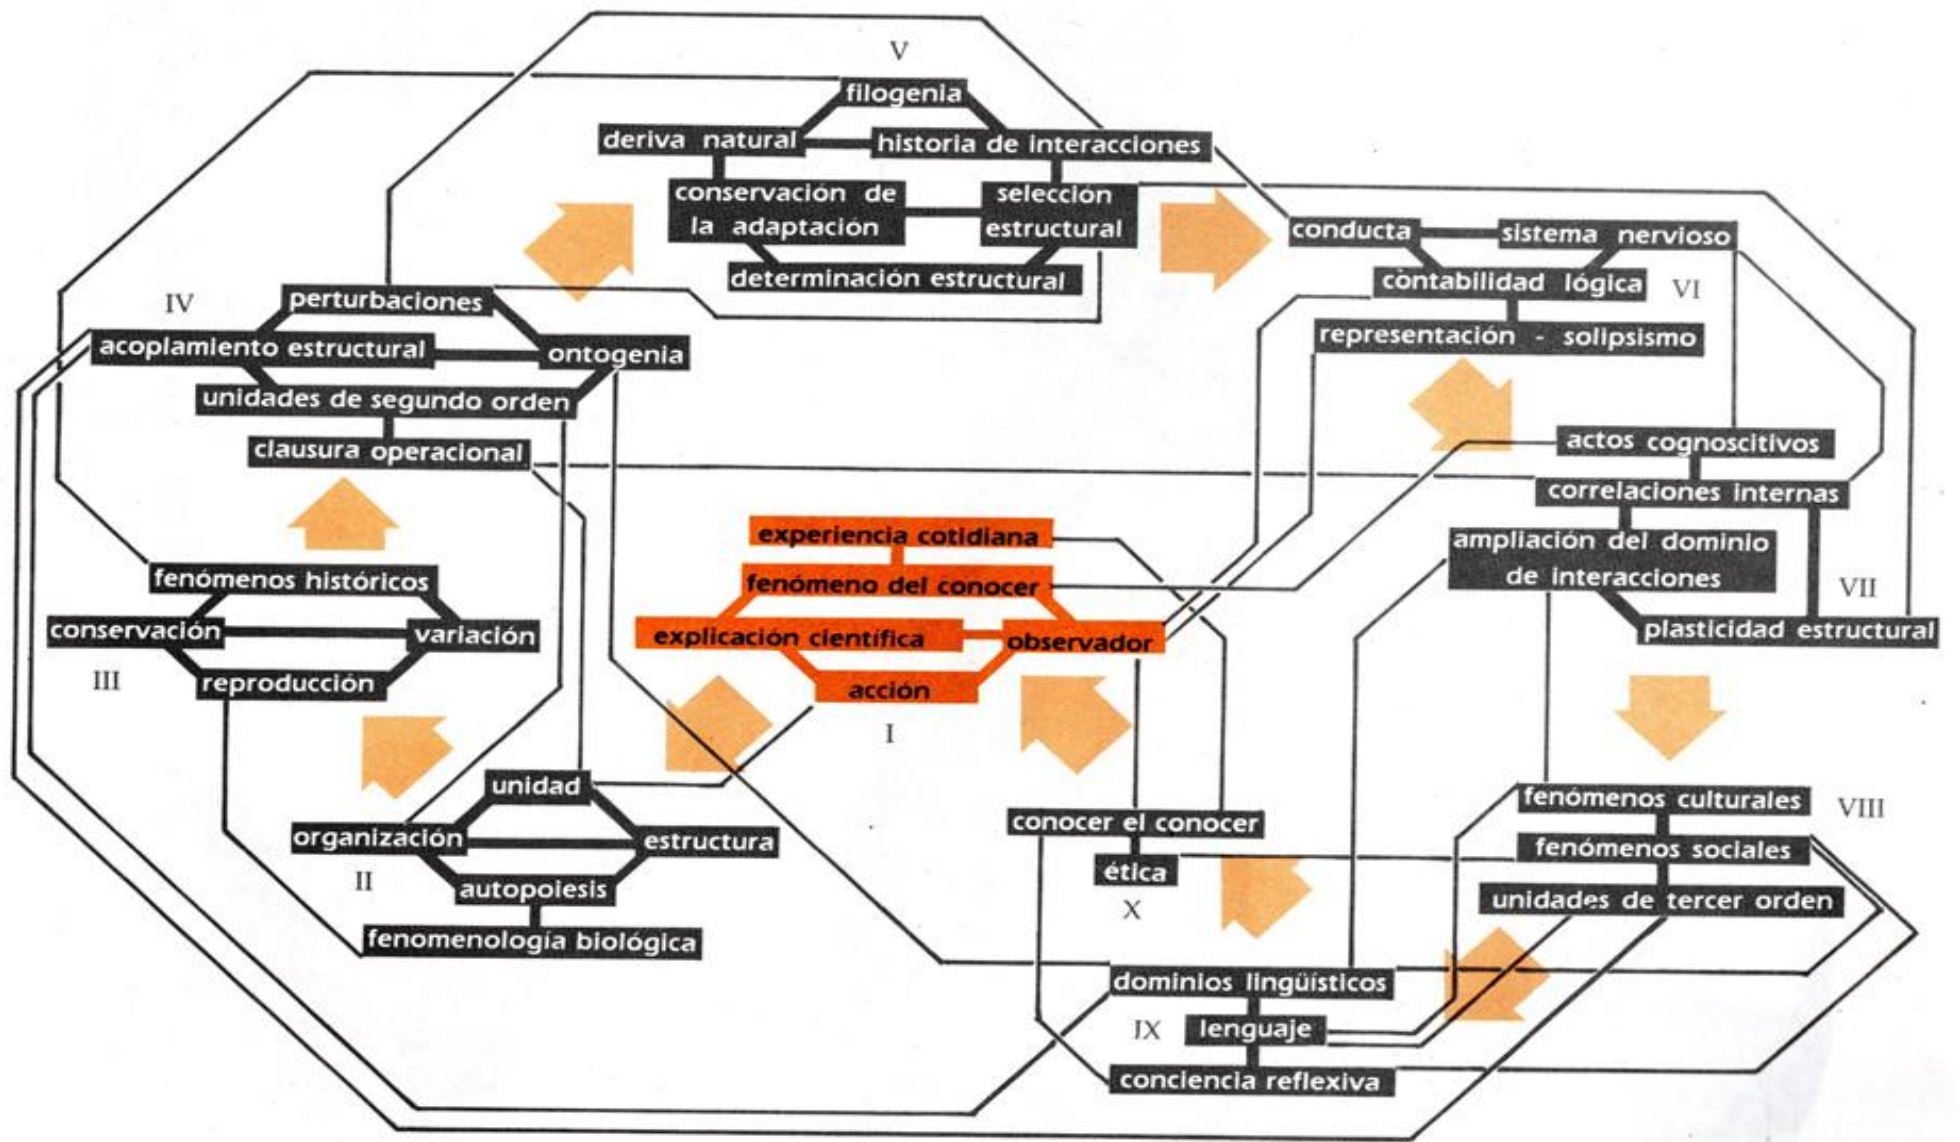 V
filogenia
deriva natural
historia de interacciones
conservación de
la adaptación
selección
estructural
determinación estructural
conducta
sistema nervioso
contabilidad lógica
VI
representación - solipsismo
IV
perturbaciones
acoplamiento estructural
ontogenia
unidades de segundo orden
clausura operacional
actos cognoscitivos
correlaciones internas
ampliación del dominio
de interacciones
VII
plasticidad estructural
experiencia cotidiana
fenómeno del conocer
explicación científica
observador
acción
I
fenómenos históricos
conservación
variación
III
reproducción
unidad
organización
estructura
II
autopoiesis
fenomenología biológica
conocer el conocer
ética
X
fenómenos culturales
VIII
fenómenos sociales
unidades de tercer orden
dominios lingüísticos
IX
lenguaje
conciencia reflexiva